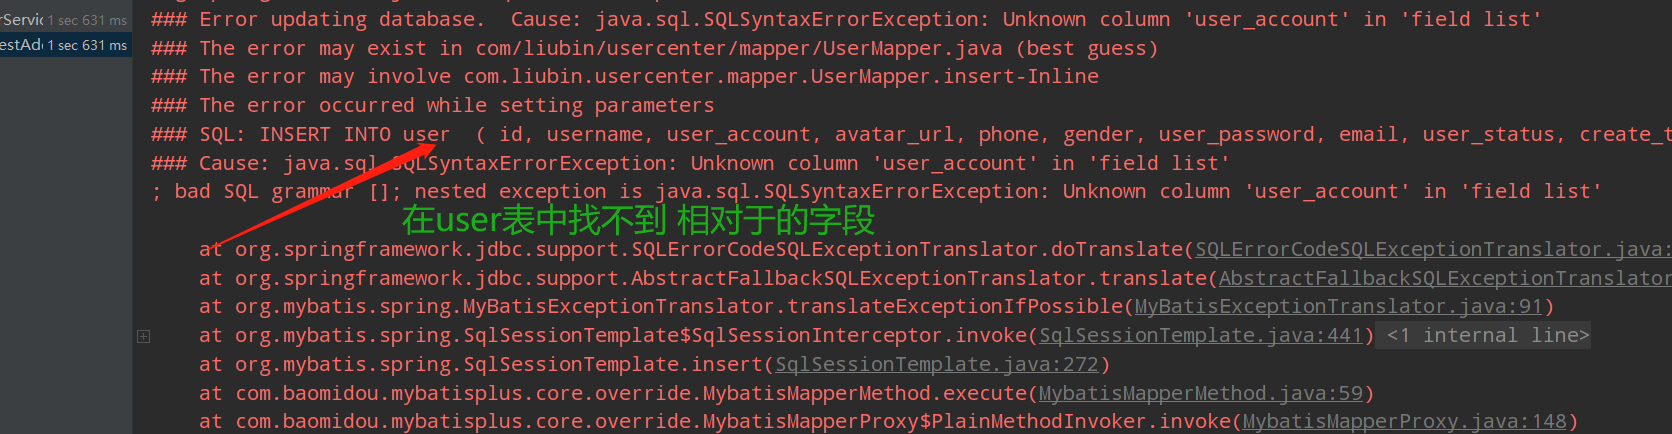 rServic 1 sec 631 ms
estAdd 1 sec 631 ms
### Error updating database.  Cause: java.sql.SQLSyntaxErrorException: Unknown column 'user_account' in 'field list'
### The error may exist in com/liubin/usercenter/mapper/UserMapper.java (best guess)
### The error may involve com.liubin.usercenter.mapper.UserMapper.insert-Inline
### The error occurred while setting parameters
### SQL: INSERT INTO user  ( id, username, user_account, avatar_url, phone, gender, user_password, email, user_status, create_t
### Cause: java.sql.SQLSyntaxErrorException: Unknown column 'user_account' in 'field list'
; bad SQL grammar []; nested exception is java.sql.SQLSyntaxErrorException: Unknown column 'user_account' in 'field list'
在user表中找不到 相对于的字段
at org.springframework.jdbc.support.SQLErrorCodeSQLExceptionTranslator.doTranslate(SQLErrorCodeSQLExceptionTranslator.java:
at org.springframework.jdbc.support.AbstractFallbackSQLExceptionTranslator.translate(AbstractFallbackSQLExceptionTranslator
at org.mybatis.spring.MyBatisExceptionTranslator.translateExceptionIfPossible(MyBatisExceptionTranslator.java:91)
at org.mybatis.spring.SqlSessionTemplate$SqlSessionInterceptor.invoke(SqlSessionTemplate.java:441) <1 internal line>
at org.mybatis.spring.SqlSessionTemplate.insert(SqlSessionTemplate.java:272)
at com.baomidou.mybatisplus.core.override.MybatisMapperMethod.execute(MybatisMapperMethod.java:59)
at com.baomidou.mybatisplus.core.override.MybatisMapperProxy$PlainMethodInvoker.invoke(MybatisMapperProxy.java:148)